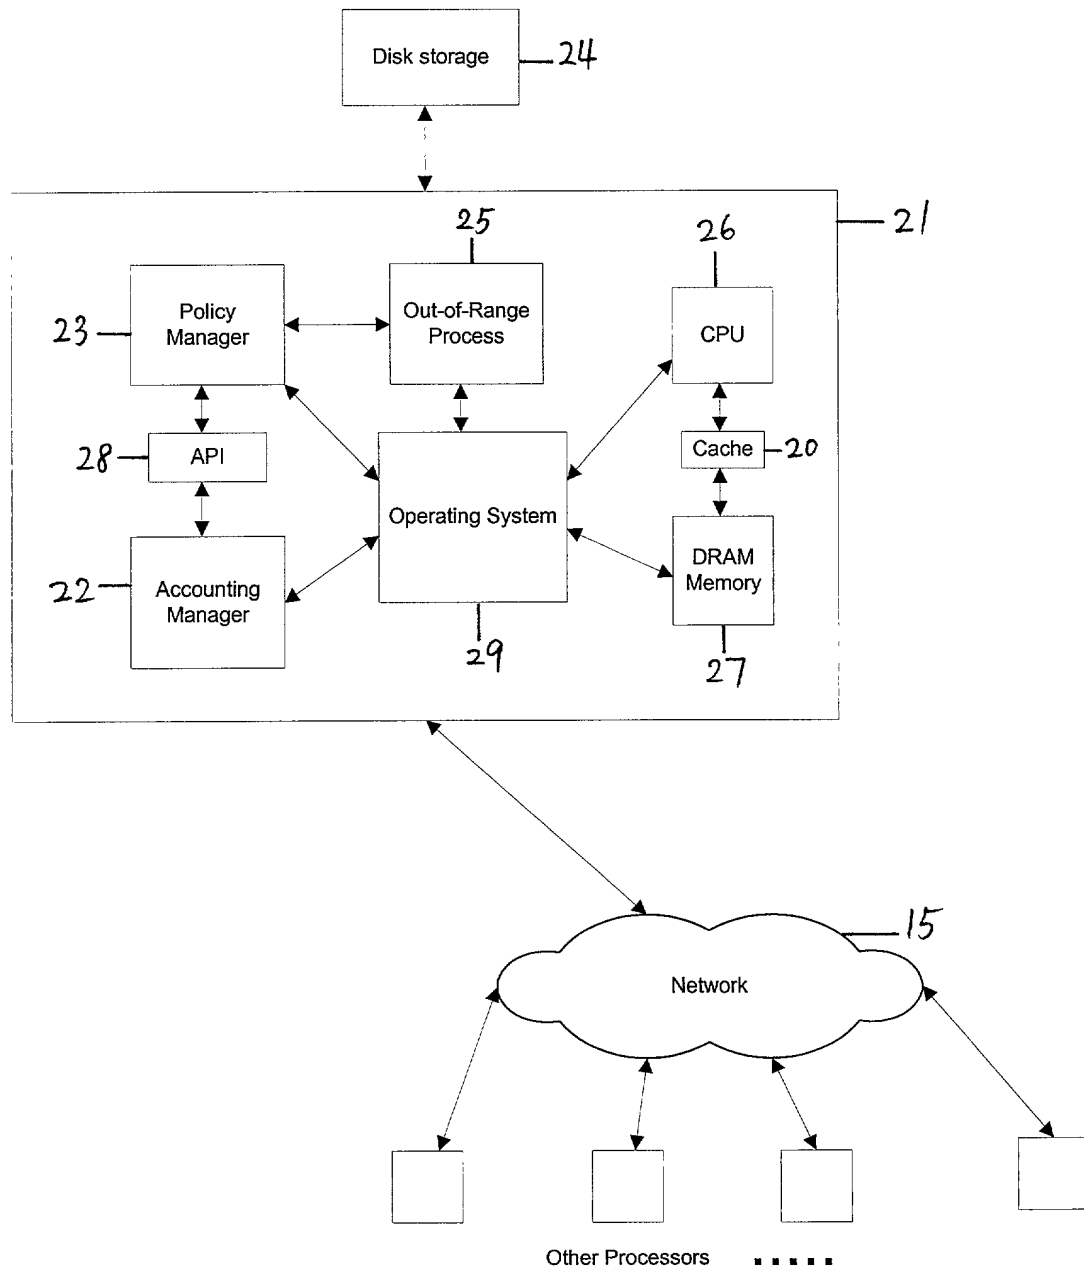 Disk storage
24
21
25
26
Policy
Manager
23
Out-of-Range
Process
CPU
API
28
Cache
20
Operating System
DRAM
Memory
Accounting
Manager
22
29
27
15
Network
Other Processors